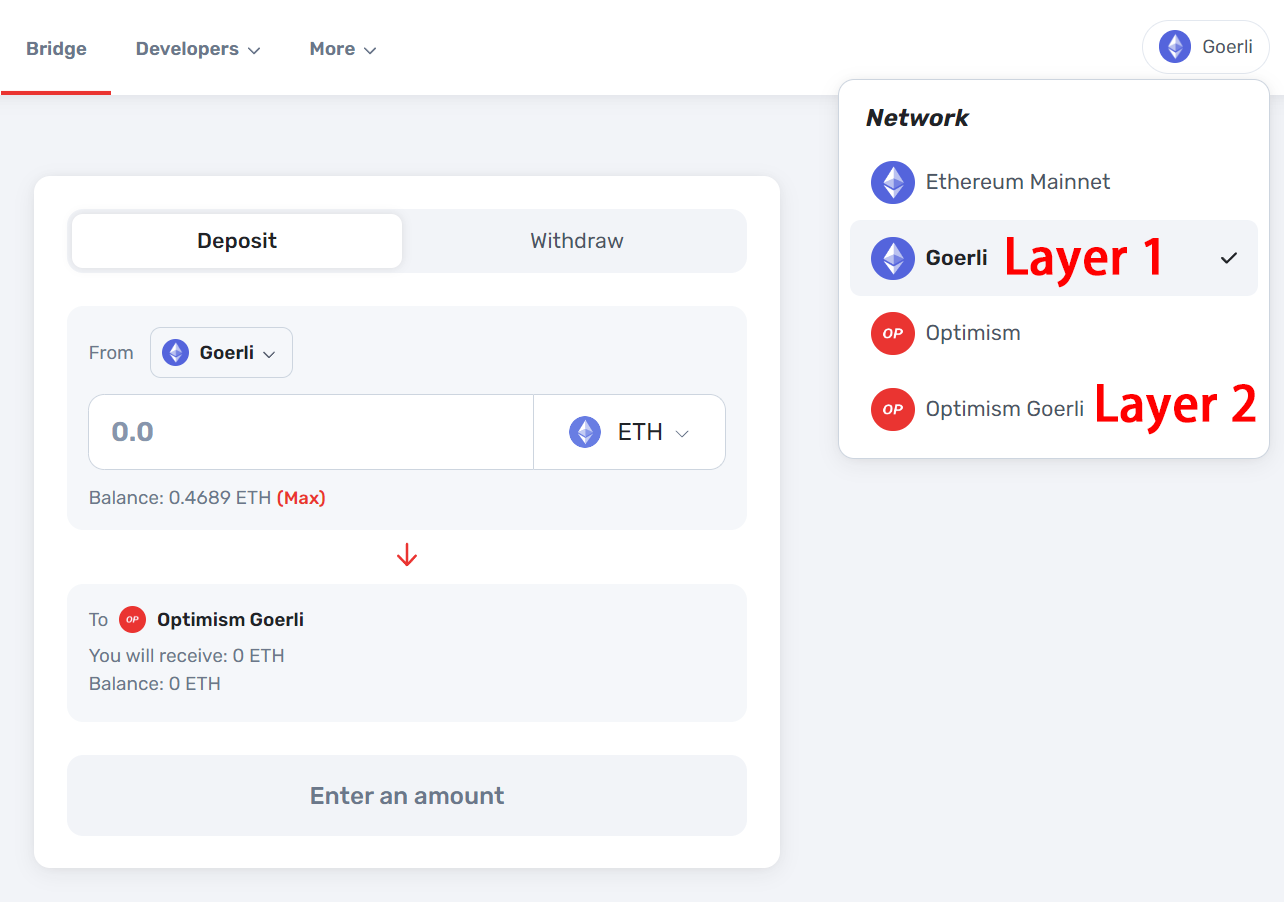 Bridge Developers More Goerli
Network
Ethereum Mainnet
Goerli Layer 1
OP Optimism
OP Optimism Goerli Layer 2
Deposit Withdraw
From Goerli
0.0 ETH
Balance: 0.4689 ETH (Max)
To OP Optimism Goerli
You will receive: 0 ETH
Balance: 0 ETH
Enter an amount